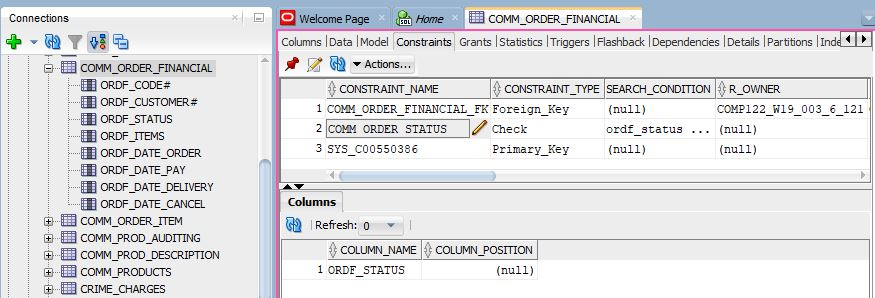 Connections
COMM_ORDER_FINANCIAL
ORDF_CODE#
ORDF_CUSTOMER#
ORDF_STATUS
ORDF_ITEMS
ORDF_DATE_ORDER
ORDF_DATE_PAY
ORDF_DATE_DELIVERY
ORDF_DATE_CANCEL
COMM_ORDER_ITEM
COMM_PROD_AUDITING
COMM_PROD_DESCRIPTION
COMM_PRODUCTS
CRIME_CHARGES
Welcome Page Home COMM_ORDER_FINANCIAL
Columns Data Model Constraints Grants Statistics Triggers Flashback Dependencies Details Partitions Inde
Actions...
CONSTRAINT_NAME CONSTRAINT_TYPE SEARCH_CONDITION R_OWNER
1 COMM_ORDER_FINANCIAL_FK Foreign_Key (null) COMP122_W19_003_6_121
2 COMM_ORDER_STATUS Check ordf_status ... (null)
3 SYS_C00550386 Primary_Key (null) (null)
Columns
Refresh: 0
COLUMN_NAME COLUMN_POSITION
1 ORDF_STATUS (null)